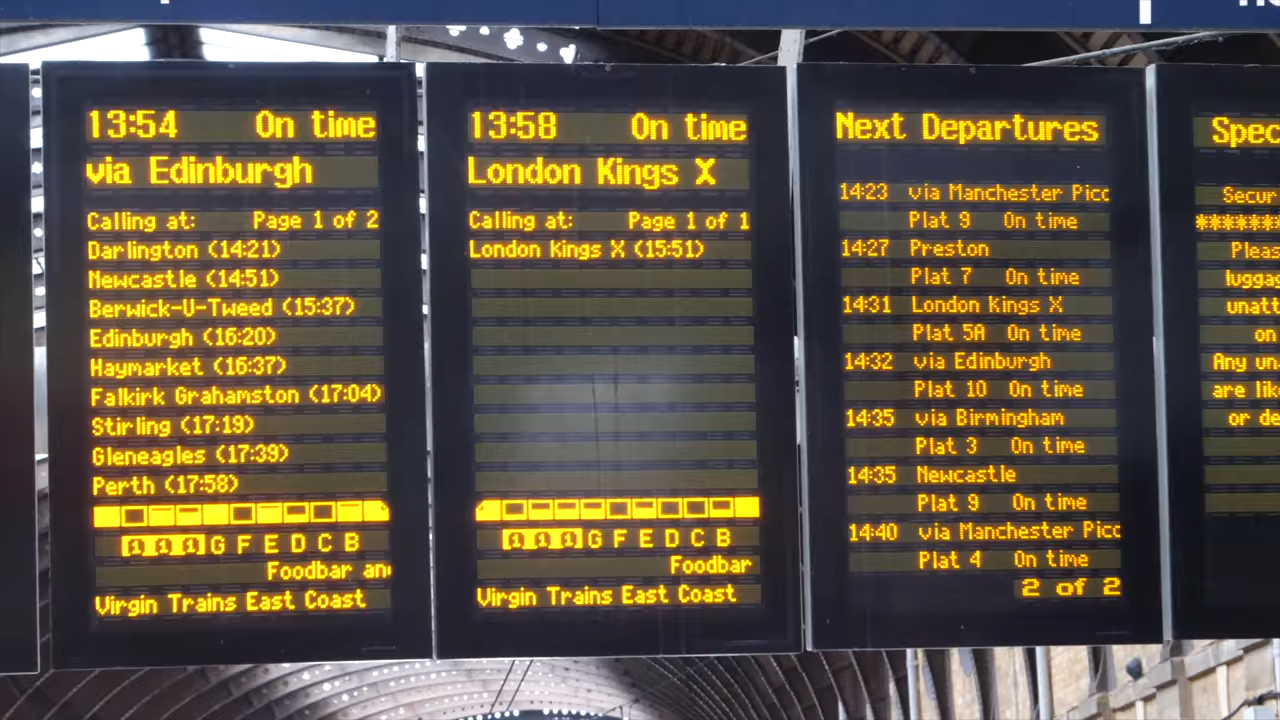 13:54 On time
via Edinburgh
Calling at: Page 1 of 2
Darlington (14:21)
Newcastle (14:51)
Berwick-U-Tweed (15:37)
Edinburgh (16:20)
Haymarket (16:37)
Falkirk Grahamston (17:04)
Stirling (17:19)
Gleneagles (17:39)
Perth (17:58)
1 1 1 G F E D C B
Foodbar an
Virgin Trains East Coast
13:58 On time
London Kings X
Calling at: Page 1 of 1
London Kings X (15:51)
1 1 1 G F E D C B
Foodbar
Virgin Trains East Coast
Next Departures
14:23 via Manchester Picc
Plat 9 On time
14:27 Preston
Plat 7 On time
14:31 London Kings X
Plat 5A On time
14:32 via Edinburgh
Plat 10 On time
14:35 via Birmingham
Plat 3 On time
14:35 Newcastle
Plat 9 On time
14:40 via Manchester Picc
Plat 4 On time
2 of 2
Spec
Secur
*******
Pleas
luggag
unatt
on
Any un
are lik
or de